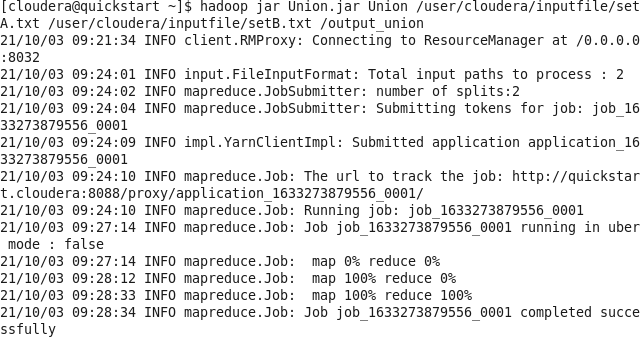 [cloudera@quickstart ~]$ hadoop jar Union.jar Union /user/cloudera/inputfile/set
A.txt /user/cloudera/inputfile/setB.txt /output_union
21/10/03 09:21:34 INFO client.RMProxy: Connecting to ResourceManager at /0.0.0.0
:8032
21/10/03 09:24:01 INFO input.FileInputFormat: Total input paths to process : 2
21/10/03 09:24:02 INFO mapreduce.JobSubmitter: number of splits:2
21/10/03 09:24:04 INFO mapreduce.JobSubmitter: Submitting tokens for job: job_16
33273879556_0001
21/10/03 09:24:09 INFO impl.YarnClientImpl: Submitted application application_16
33273879556_0001
21/10/03 09:24:10 INFO mapreduce.Job: The url to track the job: http://quickstar
t.cloudera:8088/proxy/application_1633273879556_0001/
21/10/03 09:24:10 INFO mapreduce.Job: Running job: job_1633273879556_0001
21/10/03 09:27:14 INFO mapreduce.Job: Job job_1633273879556_0001 running in uber
 mode : false
21/10/03 09:27:14 INFO mapreduce.Job:  map 0% reduce 0%
21/10/03 09:28:12 INFO mapreduce.Job:  map 100% reduce 0%
21/10/03 09:28:33 INFO mapreduce.Job:  map 100% reduce 100%
21/10/03 09:28:34 INFO mapreduce.Job: Job job_1633273879556_0001 completed succe
ssfully